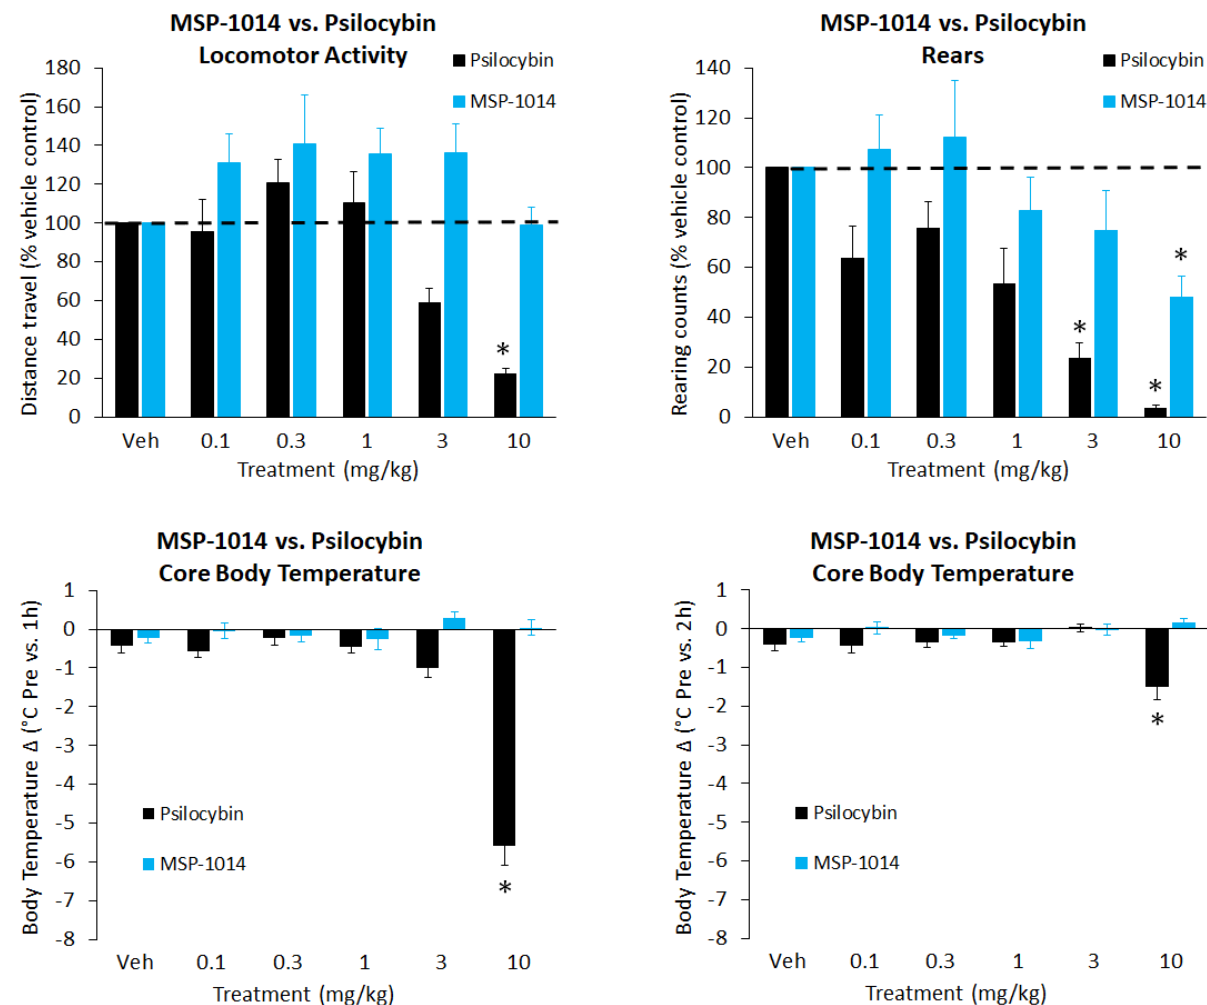 MSP-1014 vs. Psilocybin
Locomotor Activity
Psilocybin
MSP-1014
Distance travel (% vehicle control)
180
160
140
120
100
80
60
40
20
0
*
Veh 0.1 0.3 1 3 10
Treatment (mg/kg)
MSP-1014 vs. Psilocybin
Rears
Psilocybin
MSP-1014
Rearing counts (% vehicle control)
140
120
100
80
60
40
20
0
*
*
*
Veh 0.1 0.3 1 3 10
Treatment (mg/kg)
MSP-1014 vs. Psilocybin
Core Body Temperature
Body Temperature Δ (°C Pre vs. 1h)
1
0
-1
-2
-3
-4
-5
-6
-7
-8
Psilocybin
MSP-1014
*
Veh 0.1 0.3 1 3 10
Treatment (mg/kg)
MSP-1014 vs. Psilocybin
Core Body Temperature
Body Temperature Δ (°C Pre vs. 2h)
1
0
-1
-2
-3
-4
-5
-6
-7
-8
*
Psilocybin
MSP-1014
Veh 0.1 0.3 1 3 10
Treatment (mg/kg)